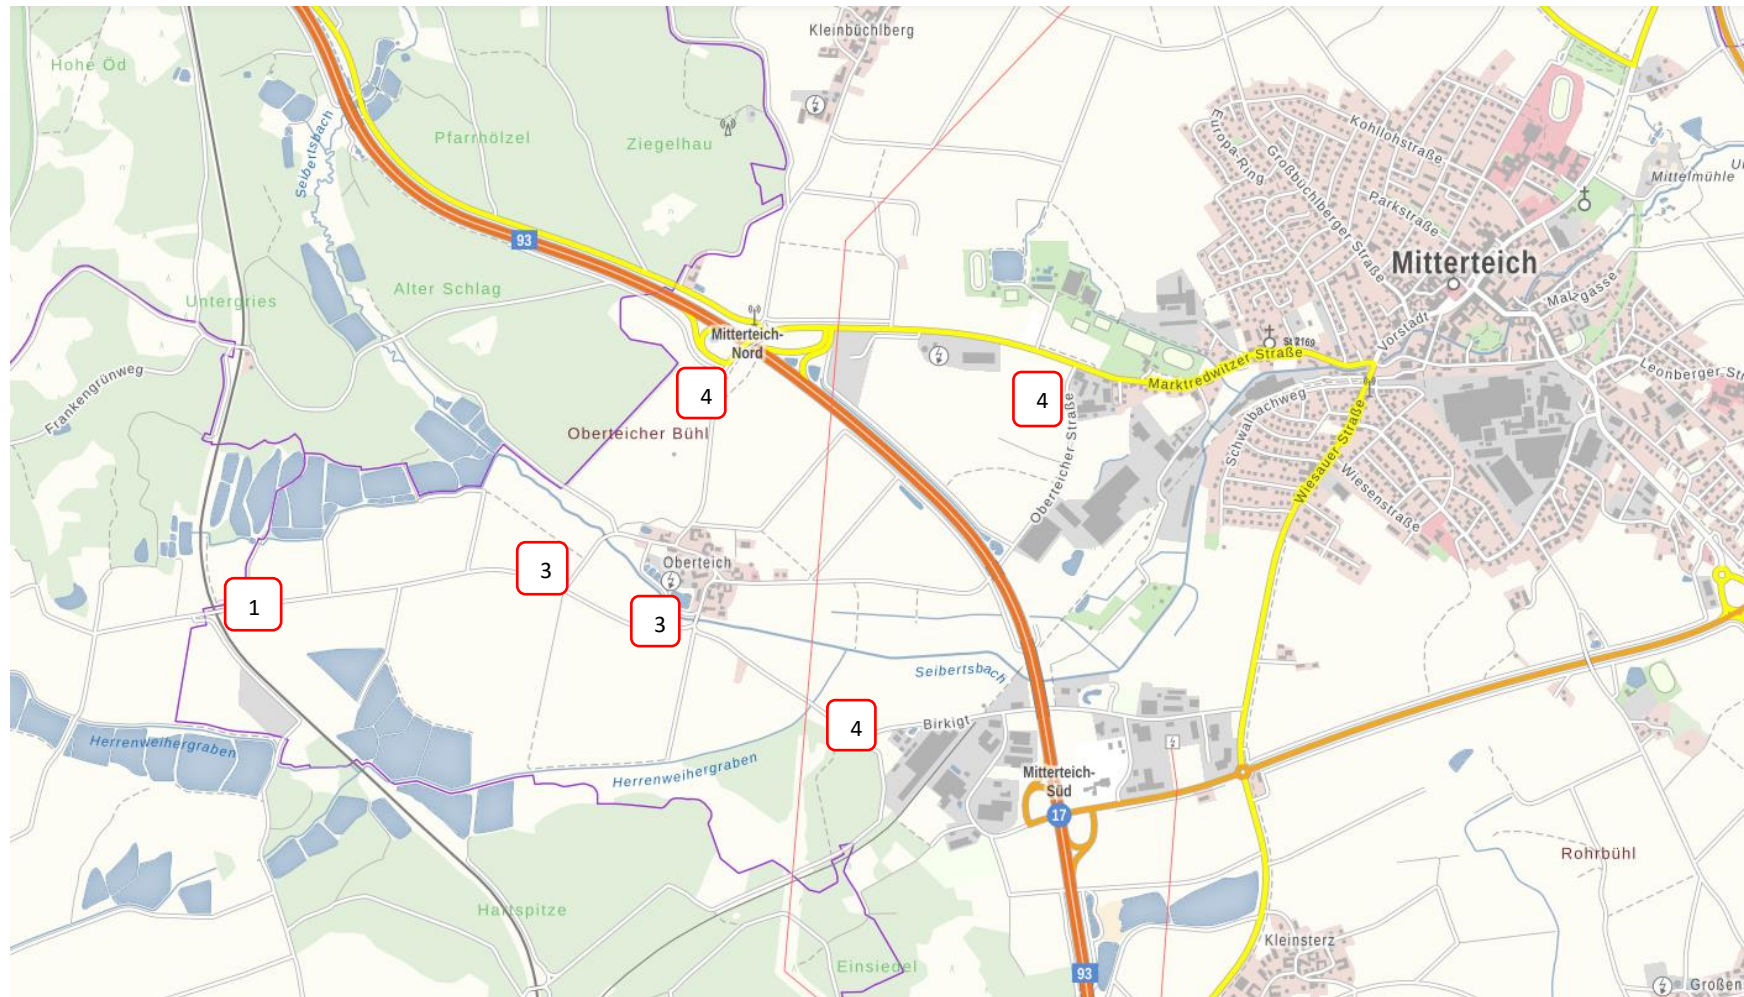 Kleinbüchlberg
Hohe Öd
Seibertsbach
Pfarrhölzel
Ziegelhau
Europa-Ring
Kohllohstraße
Großbüchlberger Straße
Parkstraße
Mittelmühle
93
Mitterteich
Untergries
Alter Schlag
Malzgasse
Mitterteich-
Nord
Vorstadt
St 2169
Marktredwitzer Straße
Leonberger St
Frankengrünweg
4
4
Oberteicher Bühl
Oberteicher-Straße
Schwalbachweg
Wiesauer Straße
Wiesenstraße
3
Oberteich
1
3
Seibertsbach
4
Birkigt
Herrenweihergraben
Herrenweihergraben
Mitterteich-
Süd
17
Rohrbühl
Hartspitze
Kleinsterz
Einsiedel
93
Großen